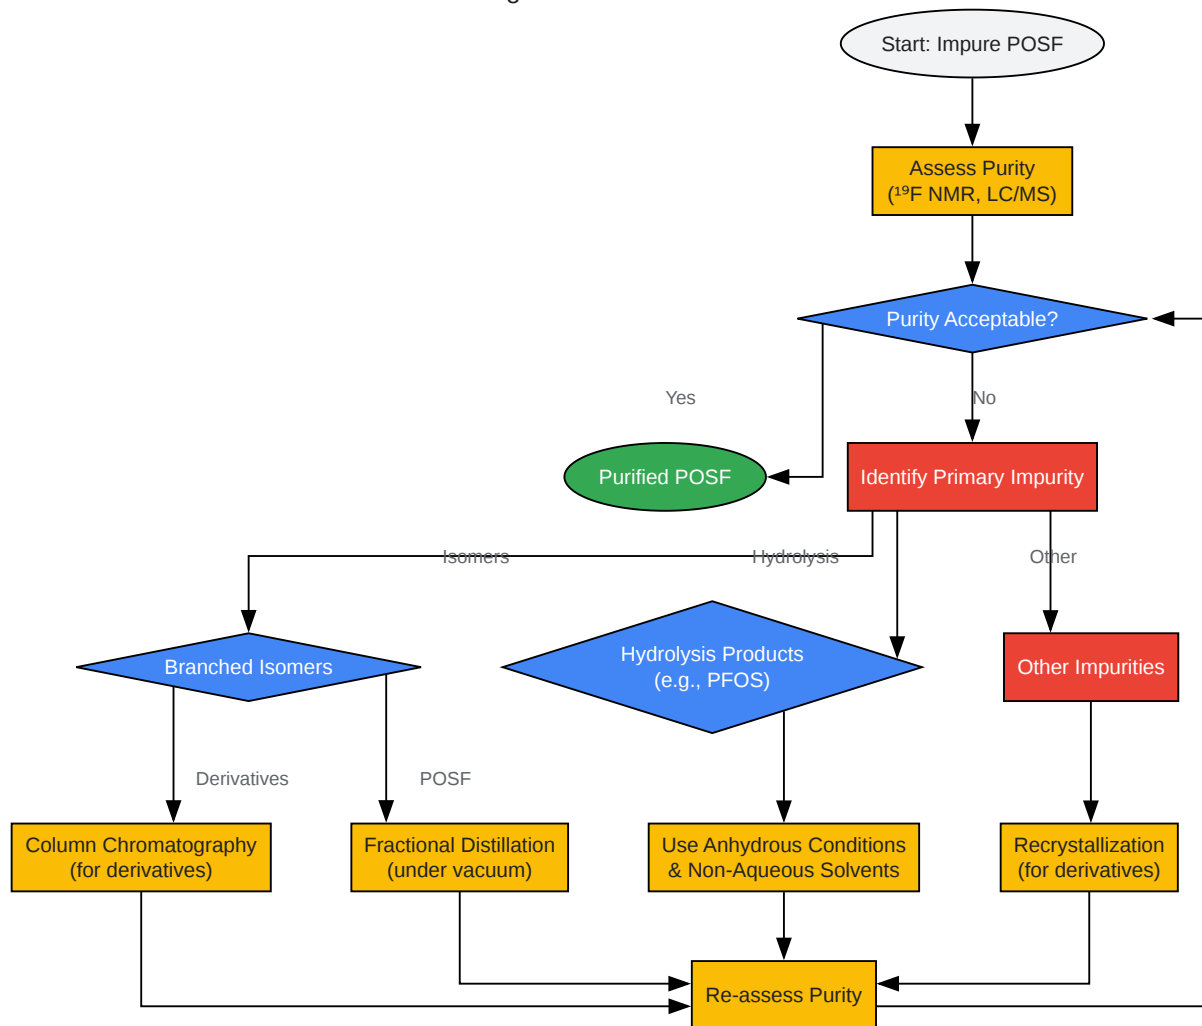 Start: Impure POSF
Assess Purity
(¹⁹F NMR, LC/MS)
Purity Acceptable?
Yes
No
Purified POSF
Identify Primary Impurity
Isomers
Hydrolysis
Other
Branched Isomers
Hydrolysis Products
(e.g., PFOS)
Other Impurities
Derivatives
POSF
Column Chromatography
(for derivatives)
Fractional Distillation
(under vacuum)
Use Anhydrous Conditions
& Non-Aqueous Solvents
Recrystallization
(for derivatives)
Re-assess Purity